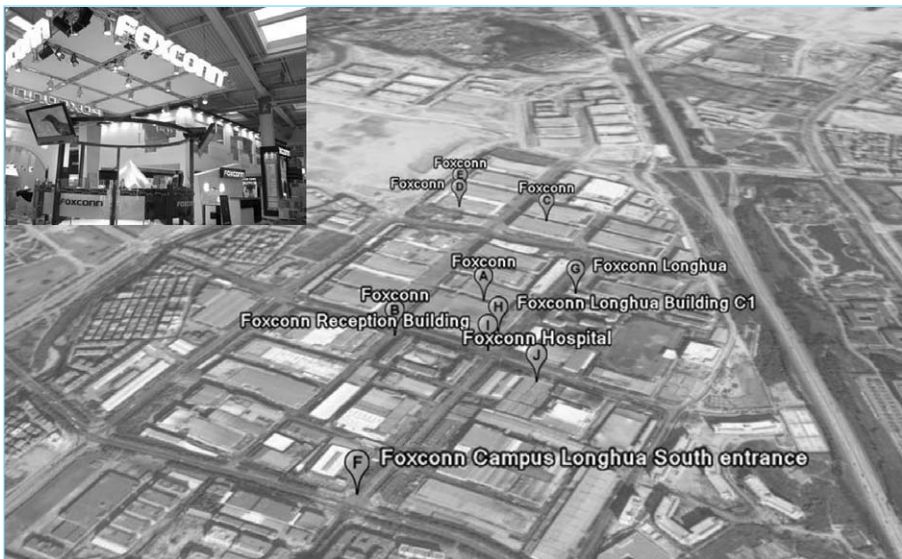 Foxconn
FOXCONN
FOXCONN
Foxconn
E
Foxconn
D
Foxconn
C
Foxconn
A
G
Foxconn Longhua
Foxconn
B
H
Foxconn Longhua Building C1
Foxconn Reception Building
I
Foxconn Hospital
J
F
Foxconn Campus Longhua South entrance